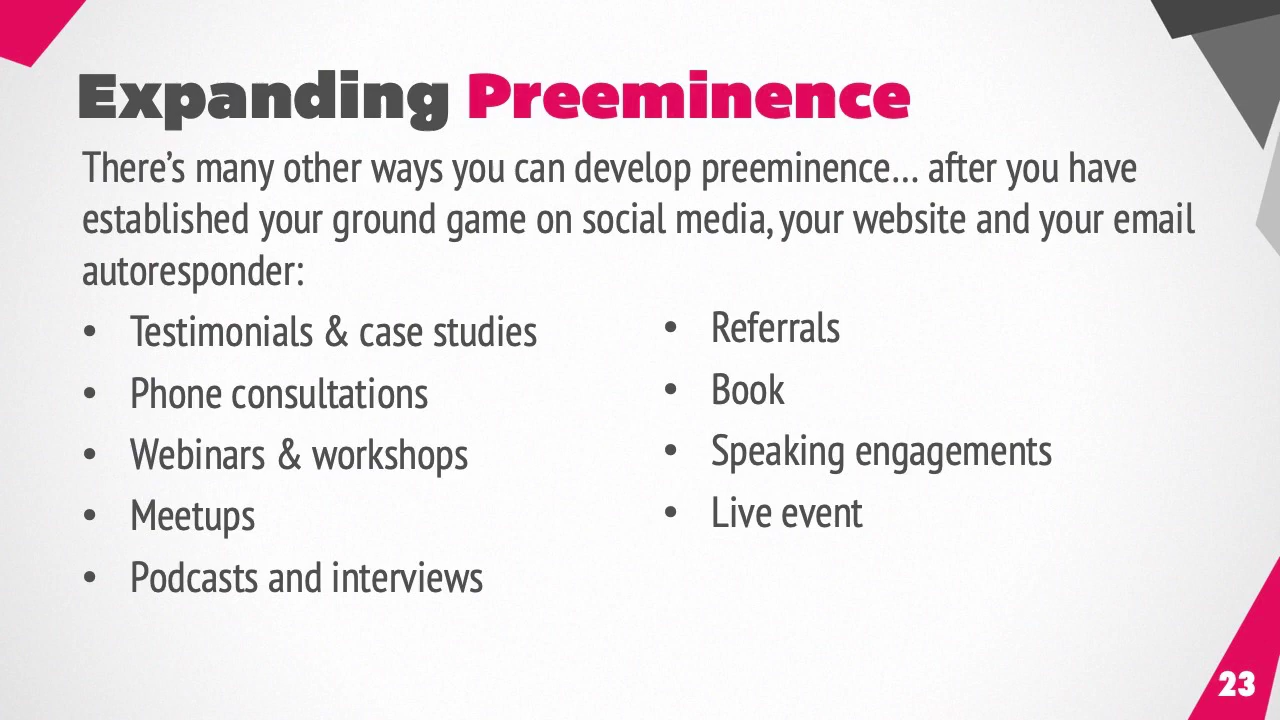 Expanding Preeminence
There’s many other ways you can develop preeminence… after you have
established your ground game on social media, your website and your email
autoresponder:
• Testimonials & case studies
• Phone consultations
• Webinars & workshops
• Meetups
• Podcasts and interviews
• Referrals
• Book
• Speaking engagements
• Live event
23